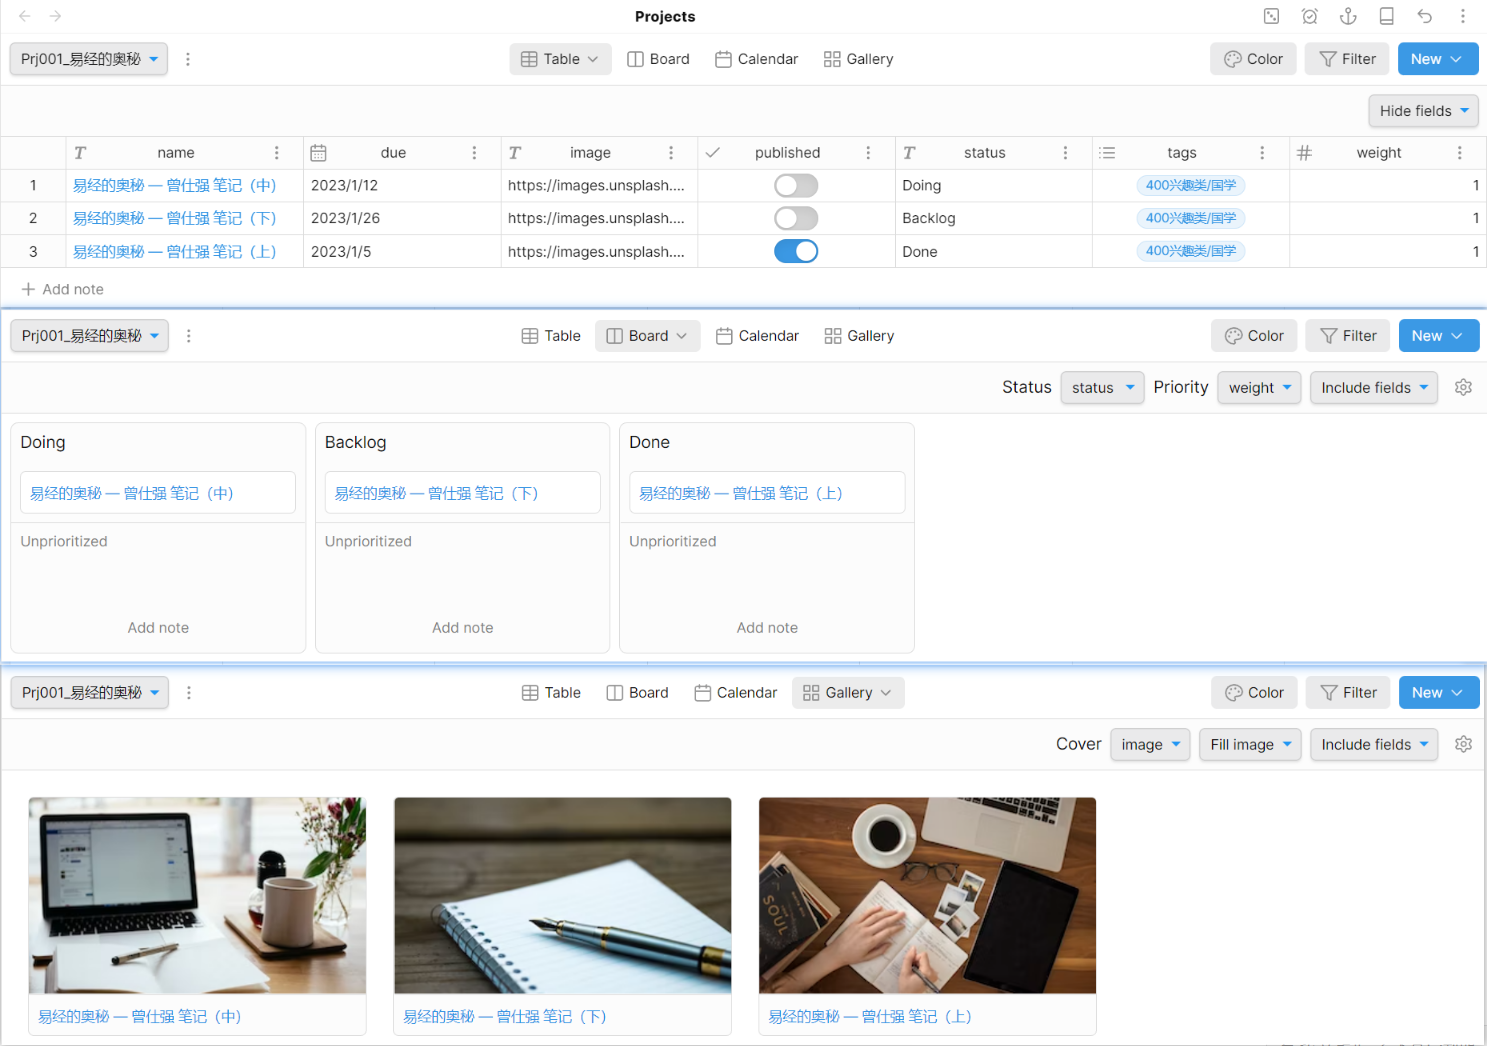 Projects
Prj001_易经的奥秘 Table Board Calendar Gallery Color Filter New
Hide fields
name due image published status tags weight
1 易经的奥秘 — 曾仕强 笔记（中） 2023/1/12 https://images.unsplash.... Doing 400兴趣类/国学 1
2 易经的奥秘 — 曾仕强 笔记（下） 2023/1/26 https://images.unsplash.... Backlog 400兴趣类/国学 1
3 易经的奥秘 — 曾仕强 笔记（上） 2023/1/5 https://images.unsplash.... Done 400兴趣类/国学 1
Add note
Prj001_易经的奥秘 Table Board Calendar Gallery Color Filter New
Status status Priority weight Include fields
Doing Backlog Done
易经的奥秘 — 曾仕强 笔记（中） 易经的奥秘 — 曾仕强 笔记（下） 易经的奥秘 — 曾仕强 笔记（上）
Unprioritized Unprioritized Unprioritized
Add note Add note Add note
Prj001_易经的奥秘 Table Board Calendar Gallery Color Filter New
Cover image Fill image Include fields
SOUL
易经的奥秘 — 曾仕强 笔记（中） 易经的奥秘 — 曾仕强 笔记（下） 易经的奥秘 — 曾仕强 笔记（上）